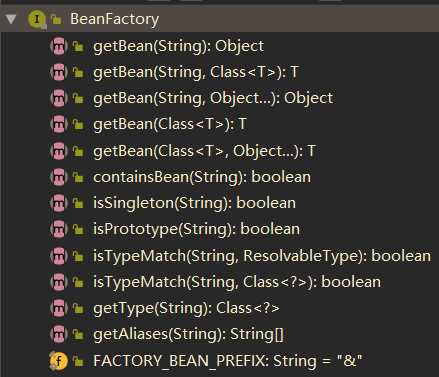 BeanFactory
getBean(String): Object
getBean(String, Class<T>): T
getBean(String, Object...): Object
getBean(Class<T>): T
getBean(Class<T>, Object...): T
containsBean(String): boolean
isSingleton(String): boolean
isPrototype(String): boolean
isTypeMatch(String, ResolvableType): boolean
isTypeMatch(String, Class<?>): boolean
getType(String): Class<?>
getAliases(String): String[]
FACTORY_BEAN_PREFIX: String = "&"